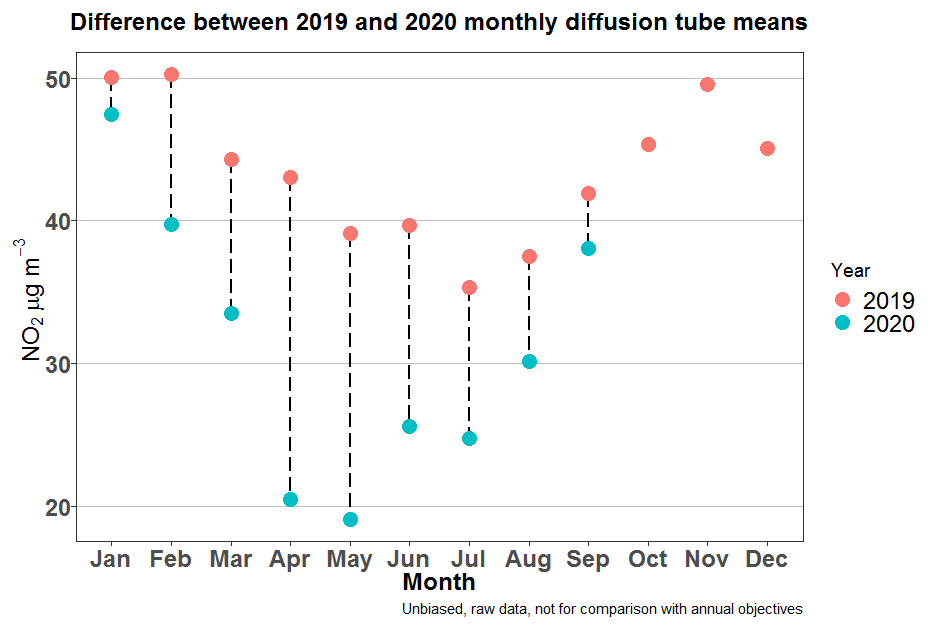 Difference between 2019 and 2020 monthly diffusion tube means
50
40
30
20
NO₂ µg m⁻³
Jan Feb Mar Apr May Jun Jul Aug Sep Oct Nov Dec
Month
Unbiased, raw data, not for comparison with annual objectives
Year
2019
2020